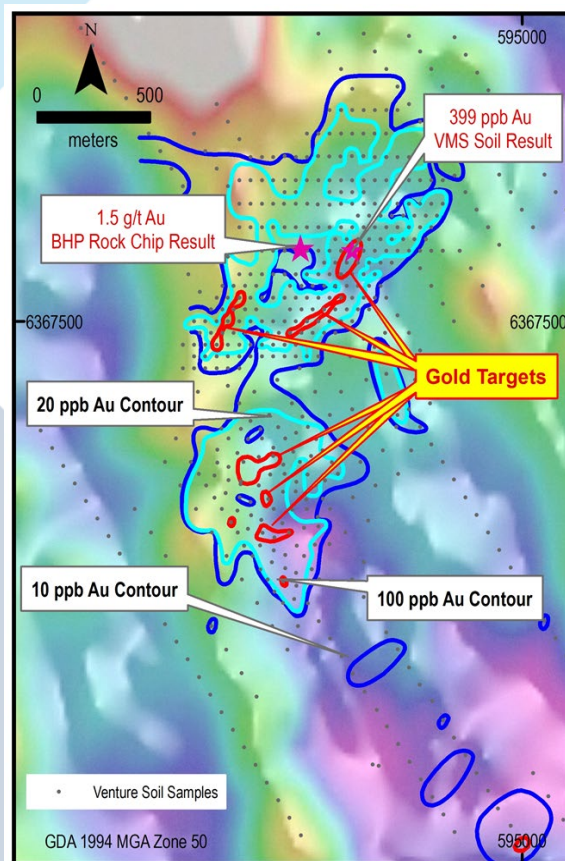 595000
N
0 500
meters
399 ppb Au
VMS Soil Result
1.5 g/t Au
BHP Rock Chip Result
6367500 6367500
Gold Targets
20 ppb Au Contour
10 ppb Au Contour
100 ppb Au Contour
Venture Soil Samples
GDA 1994 MGA Zone 50
595000